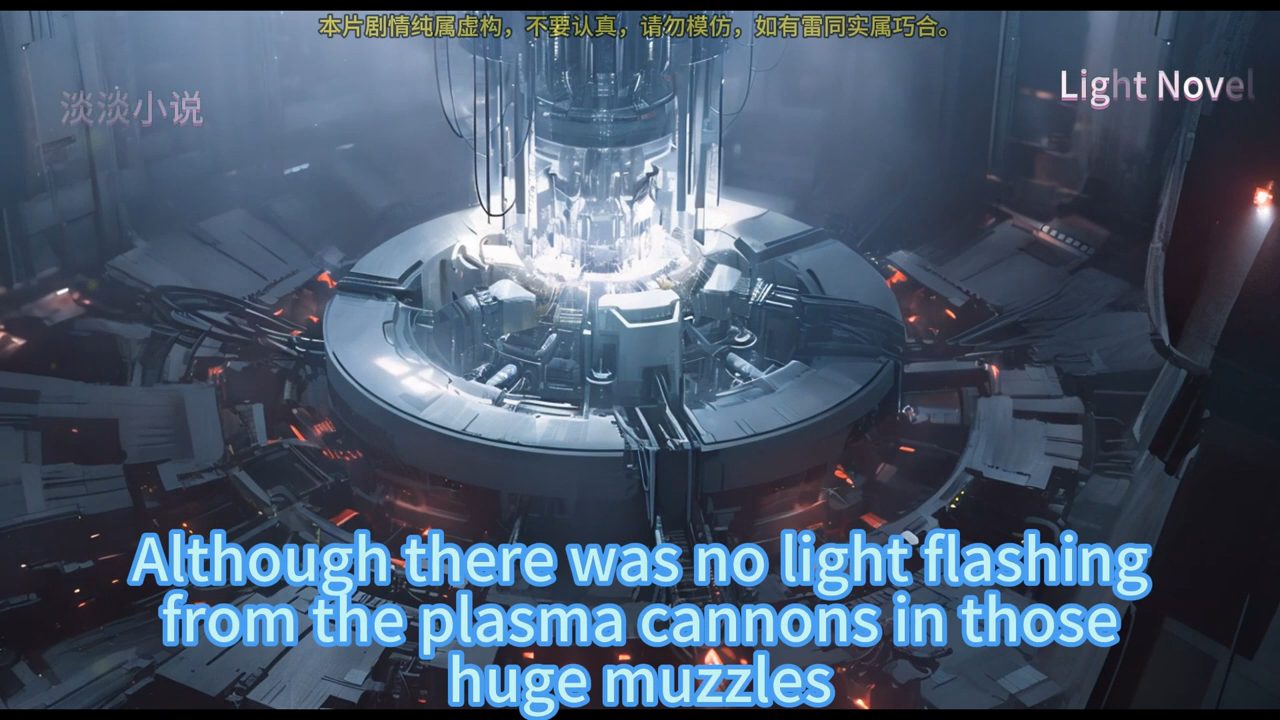 本片剧情纯属虚构，不要认真，请勿模仿，如有雷同实属巧合。
淡淡小说
Light Novel
Although there was no light flashing
from the plasma cannons in those
huge muzzles